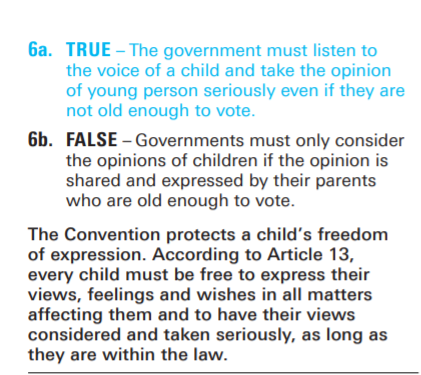 6a. TRUE – The government must listen to
the voice of a child and take the opinion
of young person seriously even if they are
not old enough to vote.
6b. FALSE – Governments must only consider
the opinions of children if the opinion is
shared and expressed by their parents
who are old enough to vote.
The Convention protects a child's freedom
of expression. According to Article 13,
every child must be free to express their
views, feelings and wishes in all matters
affecting them and to have their views
considered and taken seriously, as long as
they are within the law.